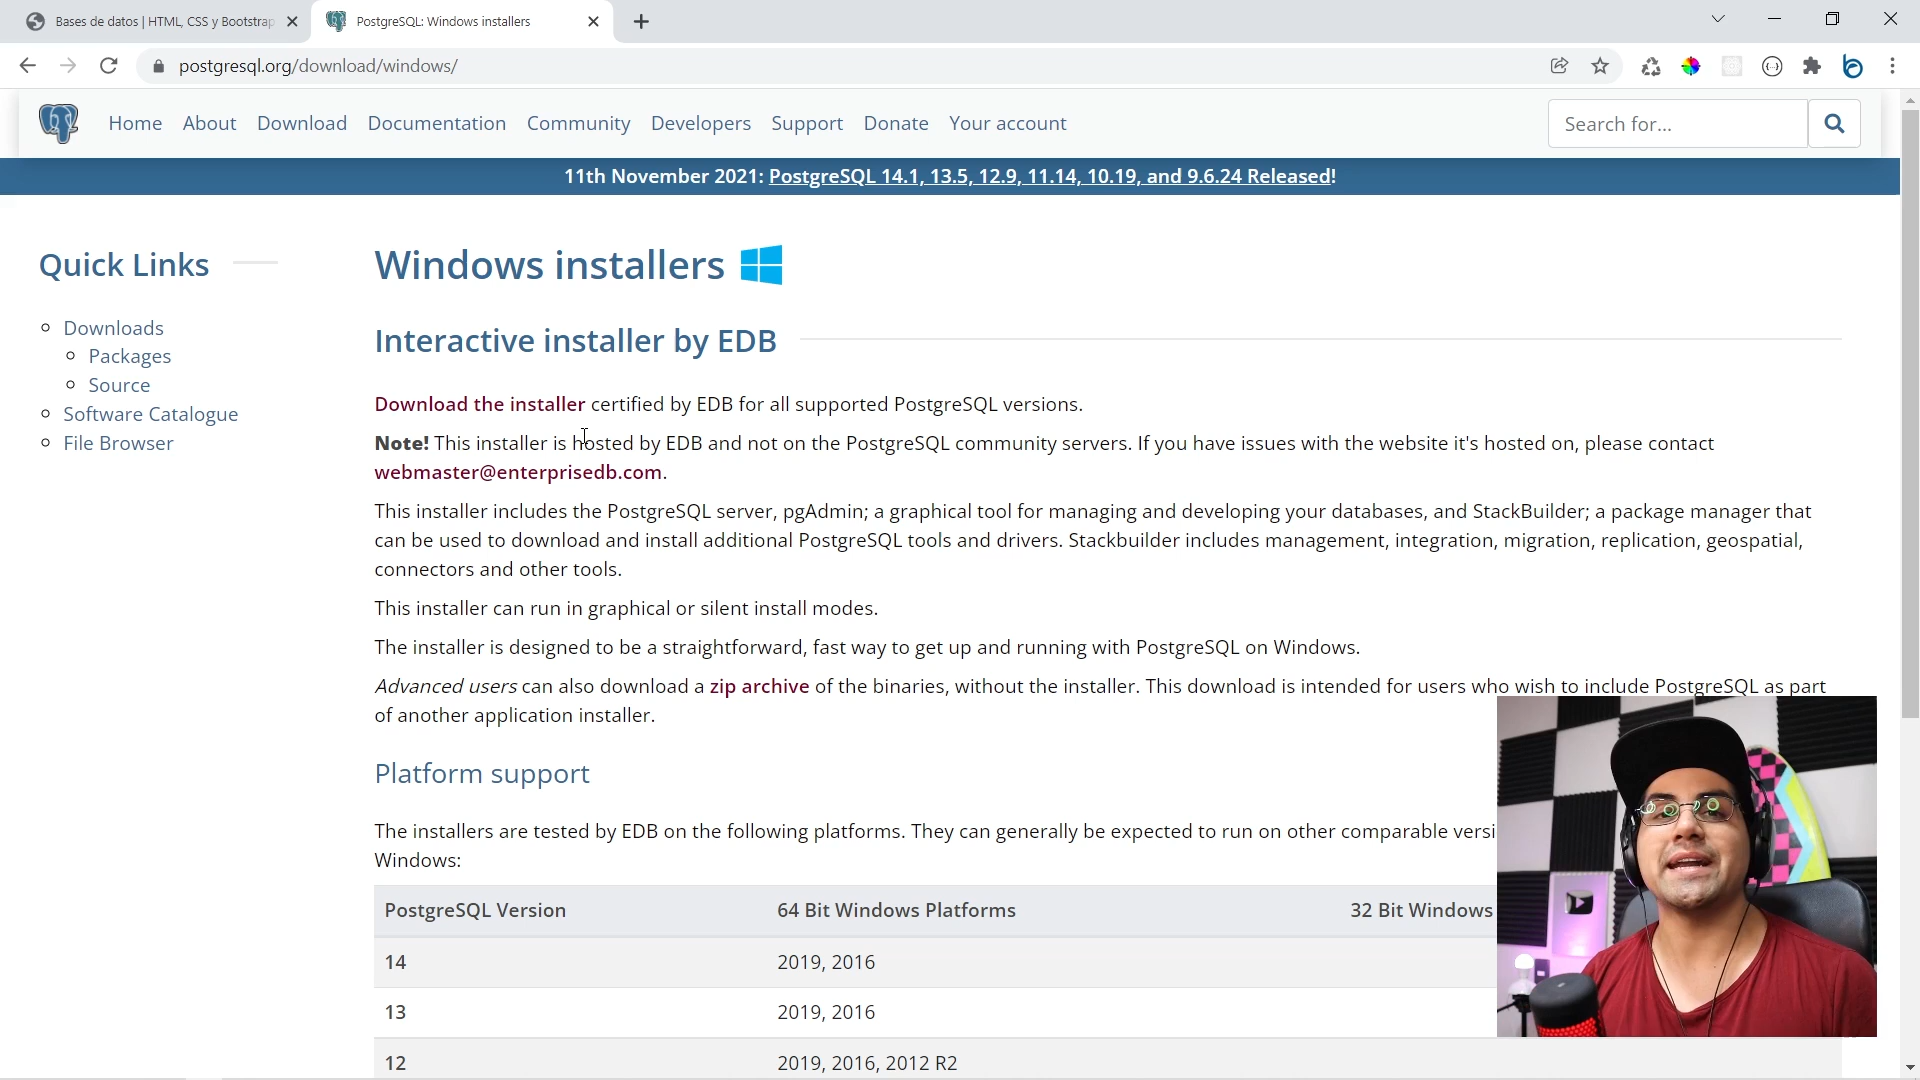 Bases de datos | HTML, CSS y Bootstrap
PostgreSQL: Windows installers
postgresql.org/download/windows/
Home About Download Documentation Community Developers Support Donate Your account
Search for...
11th November 2021: PostgreSQL 14.1, 13.5, 12.9, 11.14, 10.19, and 9.6.24 Released!
Quick Links
Downloads
Packages
Source
Software Catalogue
File Browser
Windows installers
Interactive installer by EDB
Download the installer certified by EDB for all supported PostgreSQL versions.
Note! This installer is hosted by EDB and not on the PostgreSQL community servers. If you have issues with the website it's hosted on, please contact
webmaster@enterprisedb.com.
This installer includes the PostgreSQL server, pgAdmin; a graphical tool for managing and developing your databases, and StackBuilder; a package manager that
can be used to download and install additional PostgreSQL tools and drivers. Stackbuilder includes management, integration, migration, replication, geospatial,
connectors and other tools.
This installer can run in graphical or silent install modes.
The installer is designed to be a straightforward, fast way to get up and running with PostgreSQL on Windows.
Advanced users can also download a zip archive of the binaries, without the installer. This download is intended for users who wish to include PostgreSQL as part
of another application installer.
Platform support
The installers are tested by EDB on the following platforms. They can generally be expected to run on other comparable versi
Windows:
PostgreSQL Version 64 Bit Windows Platforms 32 Bit Windows
14 2019, 2016
13 2019, 2016
12 2019, 2016, 2012 R2